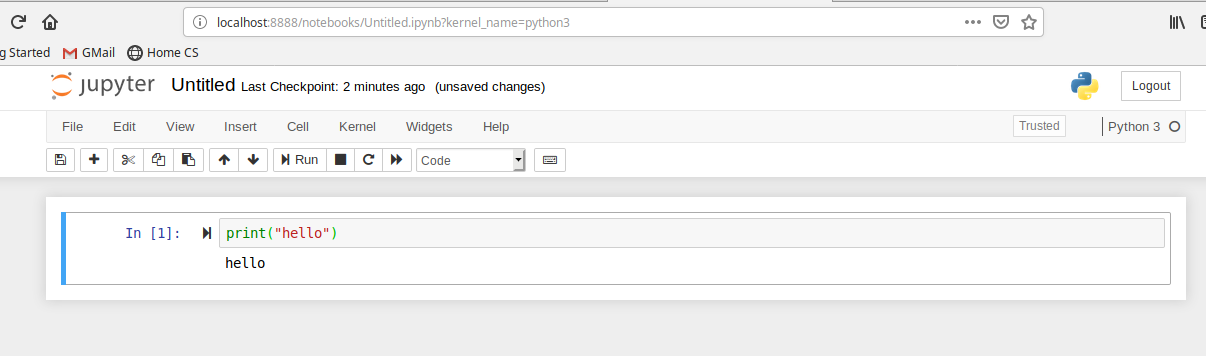 localhost:8888/notebooks/Untitled.ipynb?kernel_name=python3
g Started GMail Home CS
jupyter Untitled Last Checkpoint: 2 minutes ago (unsaved changes) Logout
File Edit View Insert Cell Kernel Widgets Help Trusted Python 3
Run Code
In [1]: print("hello")
hello